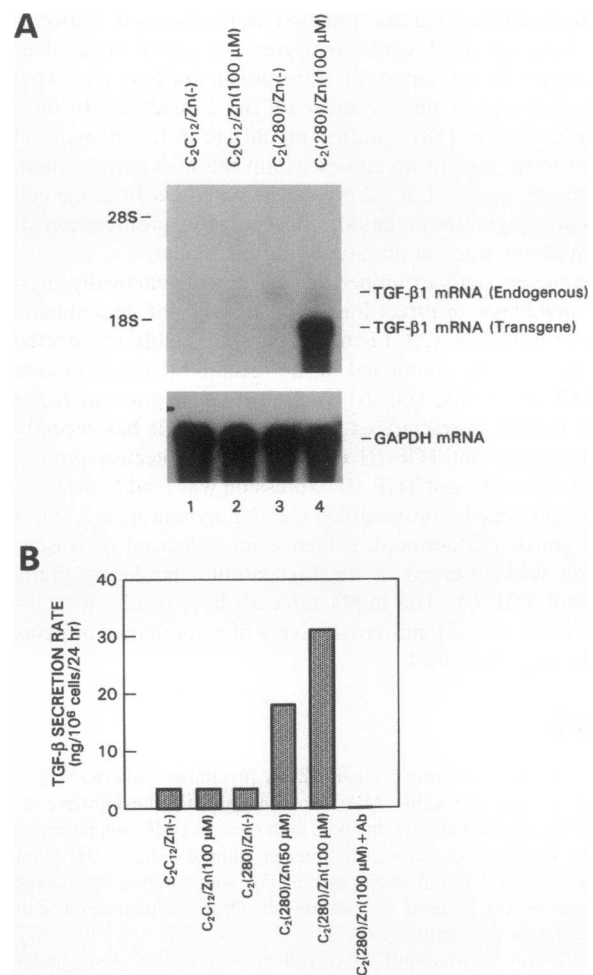 A
C₂C₁₂/Zn(-)
C₂C₁₂/Zn(100 μM)
C₂(280)/Zn(-)
C₂(280)/Zn(100 μM)
28S
18S
TGF-β1 mRNA (Endogenous)
TGF-β1 mRNA (Transgene)
GAPDH mRNA
1 2 3 4
B
TGF-β SECRETION RATE
(ng/10⁶ cells/24 hr)
40
30
20
10
0
C₂C₁₂/Zn(-)
C₂C₁₂/Zn(100 μM)
C₂(280)/Zn(-)
C₂(280)/Zn(50 μM)
C₂(280)/Zn(100 μM)
C₂(280)/Zn(100 μM) + Ab